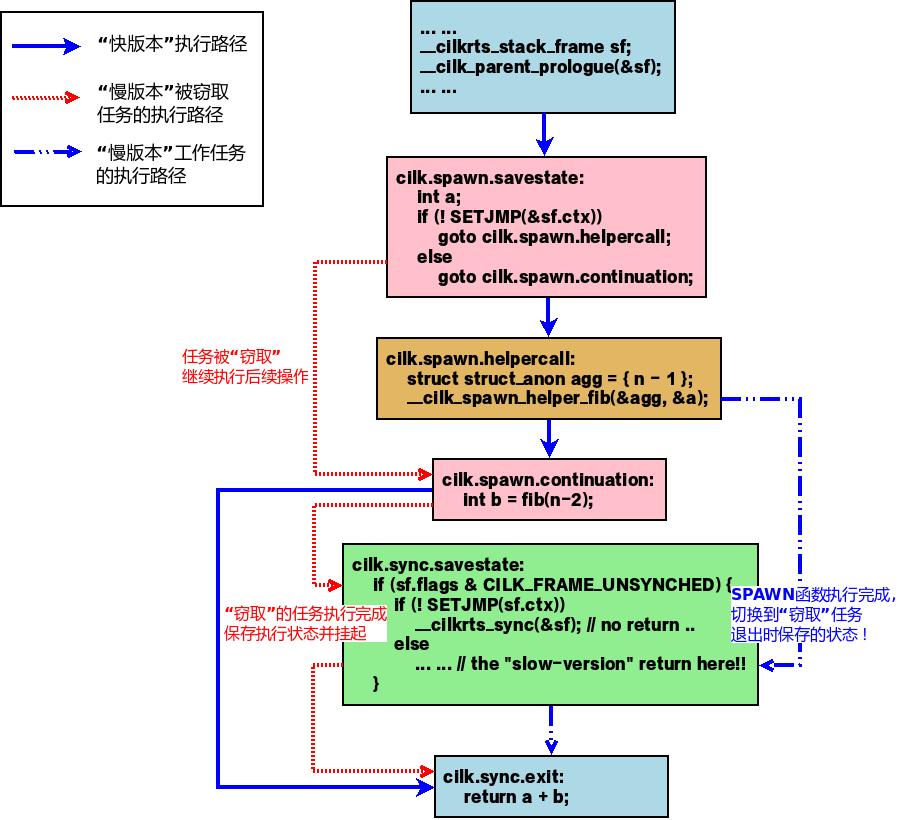 “快版本”执行路径
“慢版本”被窃取
任务的执行路径
“慢版本”工作任务
的执行路径
... ...
__cilkrts_stack_frame sf;
__cilk_parent_prologue(&sf);
... ...
cilk.spawn.savestate:
int a;
if (! SETJMP(&sf.ctx))
goto cilk.spawn.helpercall;
else
goto cilk.spawn.continuation;
任务被“窃取”
继续执行后续操作
cilk.spawn.helpercall:
struct struct_anon agg = { n - 1 };
__cilk_spawn_helper_fib(&agg, &a);
cilk.spawn.continuation:
int b = fib(n-2);
cilk.sync.savestate:
if (sf.flags & CILK_FRAME_UNSYNCHED) {
if (! SETJMP(sf.ctx))
__cilkrts_sync(&sf); // no return ..
else
... ... // the "slow-version" return here!!
}
“窃取”的任务执行完成
保存执行状态并挂起
SPAWN函数执行完成,
切换到“窃取”任务
退出时保存的状态！
cilk.sync.exit:
return a + b;